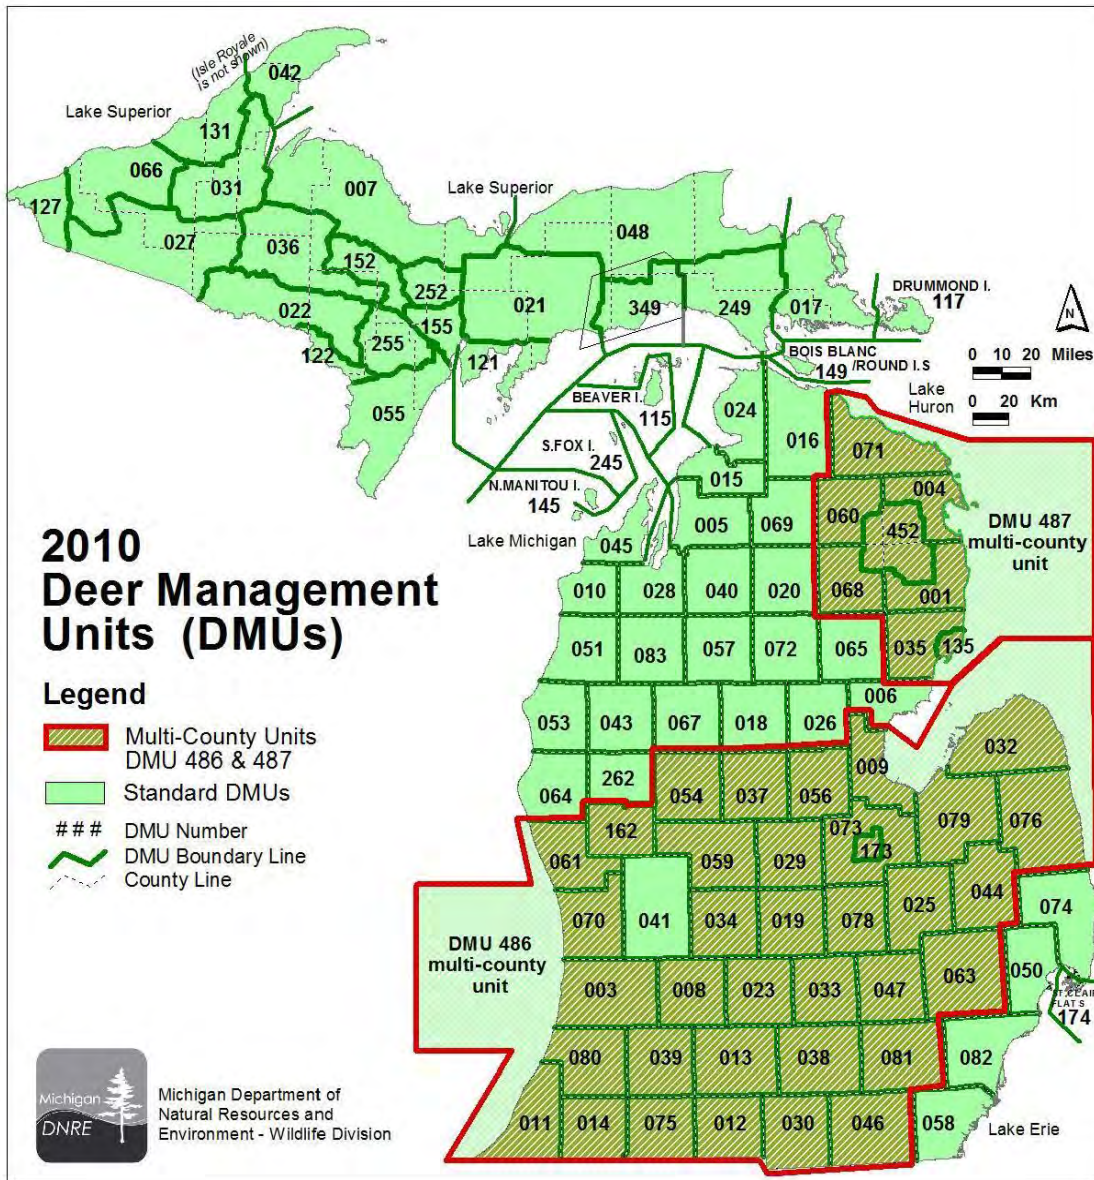 (Isle Royale
is not shown)
042
Lake Superior
131
066
031
007
127
Lake Superior
027
036
048
152
252
021
DRUMMOND I.
117
N
022
155
349
249
017
122
255
121
BOIS BLANC
/ROUND I.S
149
0 10 20 Miles
0 20 Km
Lake
Huron
055
BEAVER I.
115
024
016
071
S.FOX I.
245
015
004
N.MANITOU I.
145
005
069
060
452
DMU 487
multi-county
unit
Lake Michigan
045
2010
Deer Management
Units (DMUs)
010
028
040
020
068
001
051
083
057
072
065
035
135
006
Legend
Multi-County Units
DMU 486 & 487
Standard DMUs
# # # DMU Number
DMU Boundary Line
County Line
053
043
067
018
026
032
009
064
262
054
037
056
079
076
162
073
173
061
059
029
044
025
070
041
034
019
078
074
DMU 486
multi-county
unit
063
050
003
008
023
033
047
ST.CLAIR
FLATS
174
080
039
013
038
081
082
011
014
075
012
030
046
058
Lake Erie
Michigan
DNRE
Michigan Department of
Natural Resources and
Environment - Wildlife Division